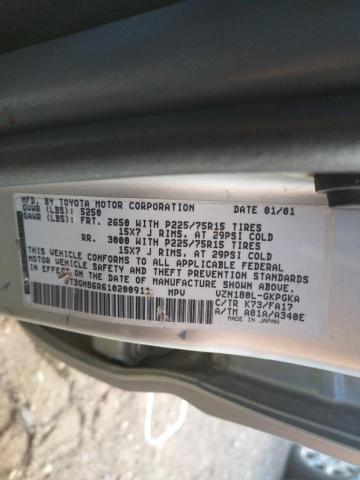 MFD. BY TOYOTA MOTOR CORPORATION DATE 01/01
GVWR (LBS): 5250
GAWR (LBS): FRT. 2650 WITH P225/75R15 TIRES
15X7 J RIMS. AT 29PSI COLD
RR. 3000 WITH P225/75R15 TIRES
15X7 J RIMS. AT 29PSI COLD
THIS VEHICLE CONFORMS TO ALL APPLICABLE FEDERAL
MOTOR VEHICLE SAFETY AND THEFT PREVENTION STANDARDS
IN EFFECT ON THE DATE OF MANUFACTURE SHOWN ABOVE.
MPV VZN180L-GKPGKA
C/TR K73/FA17
A/TM A01A/A340E
MADE IN JAPAN